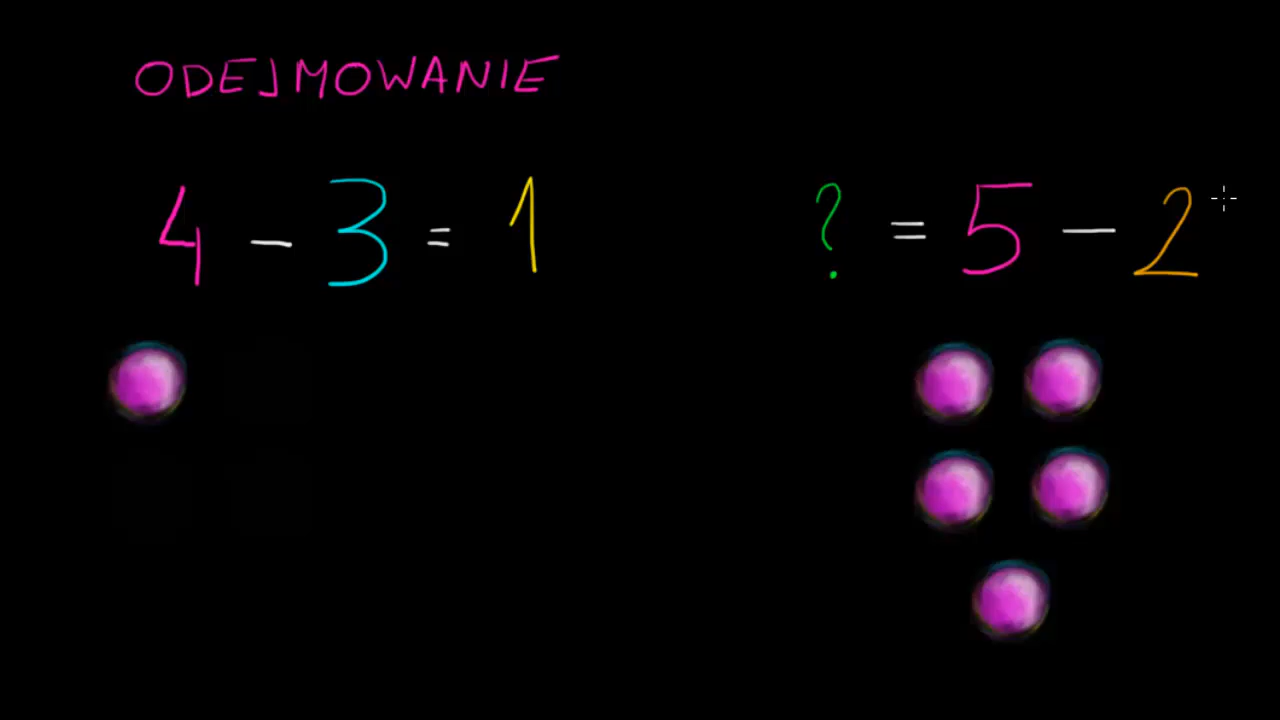 ODEJMOWANIE
4 - 3 = 1
? = 5 - 2